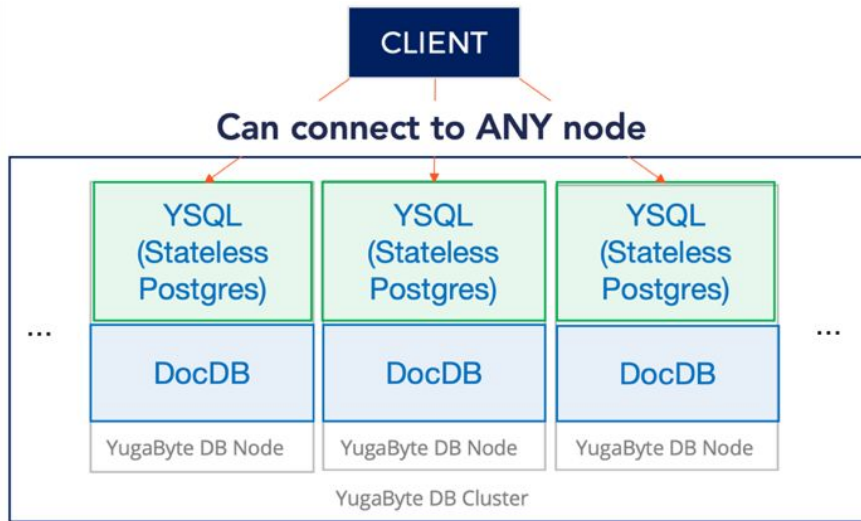 CLIENT
Can connect to ANY node
YSQL
(Stateless
Postgres)
YSQL
(Stateless
Postgres)
YSQL
(Stateless
Postgres)
...
...
DocDB
DocDB
DocDB
YugaByte DB Node
YugaByte DB Node
YugaByte DB Node
YugaByte DB Cluster